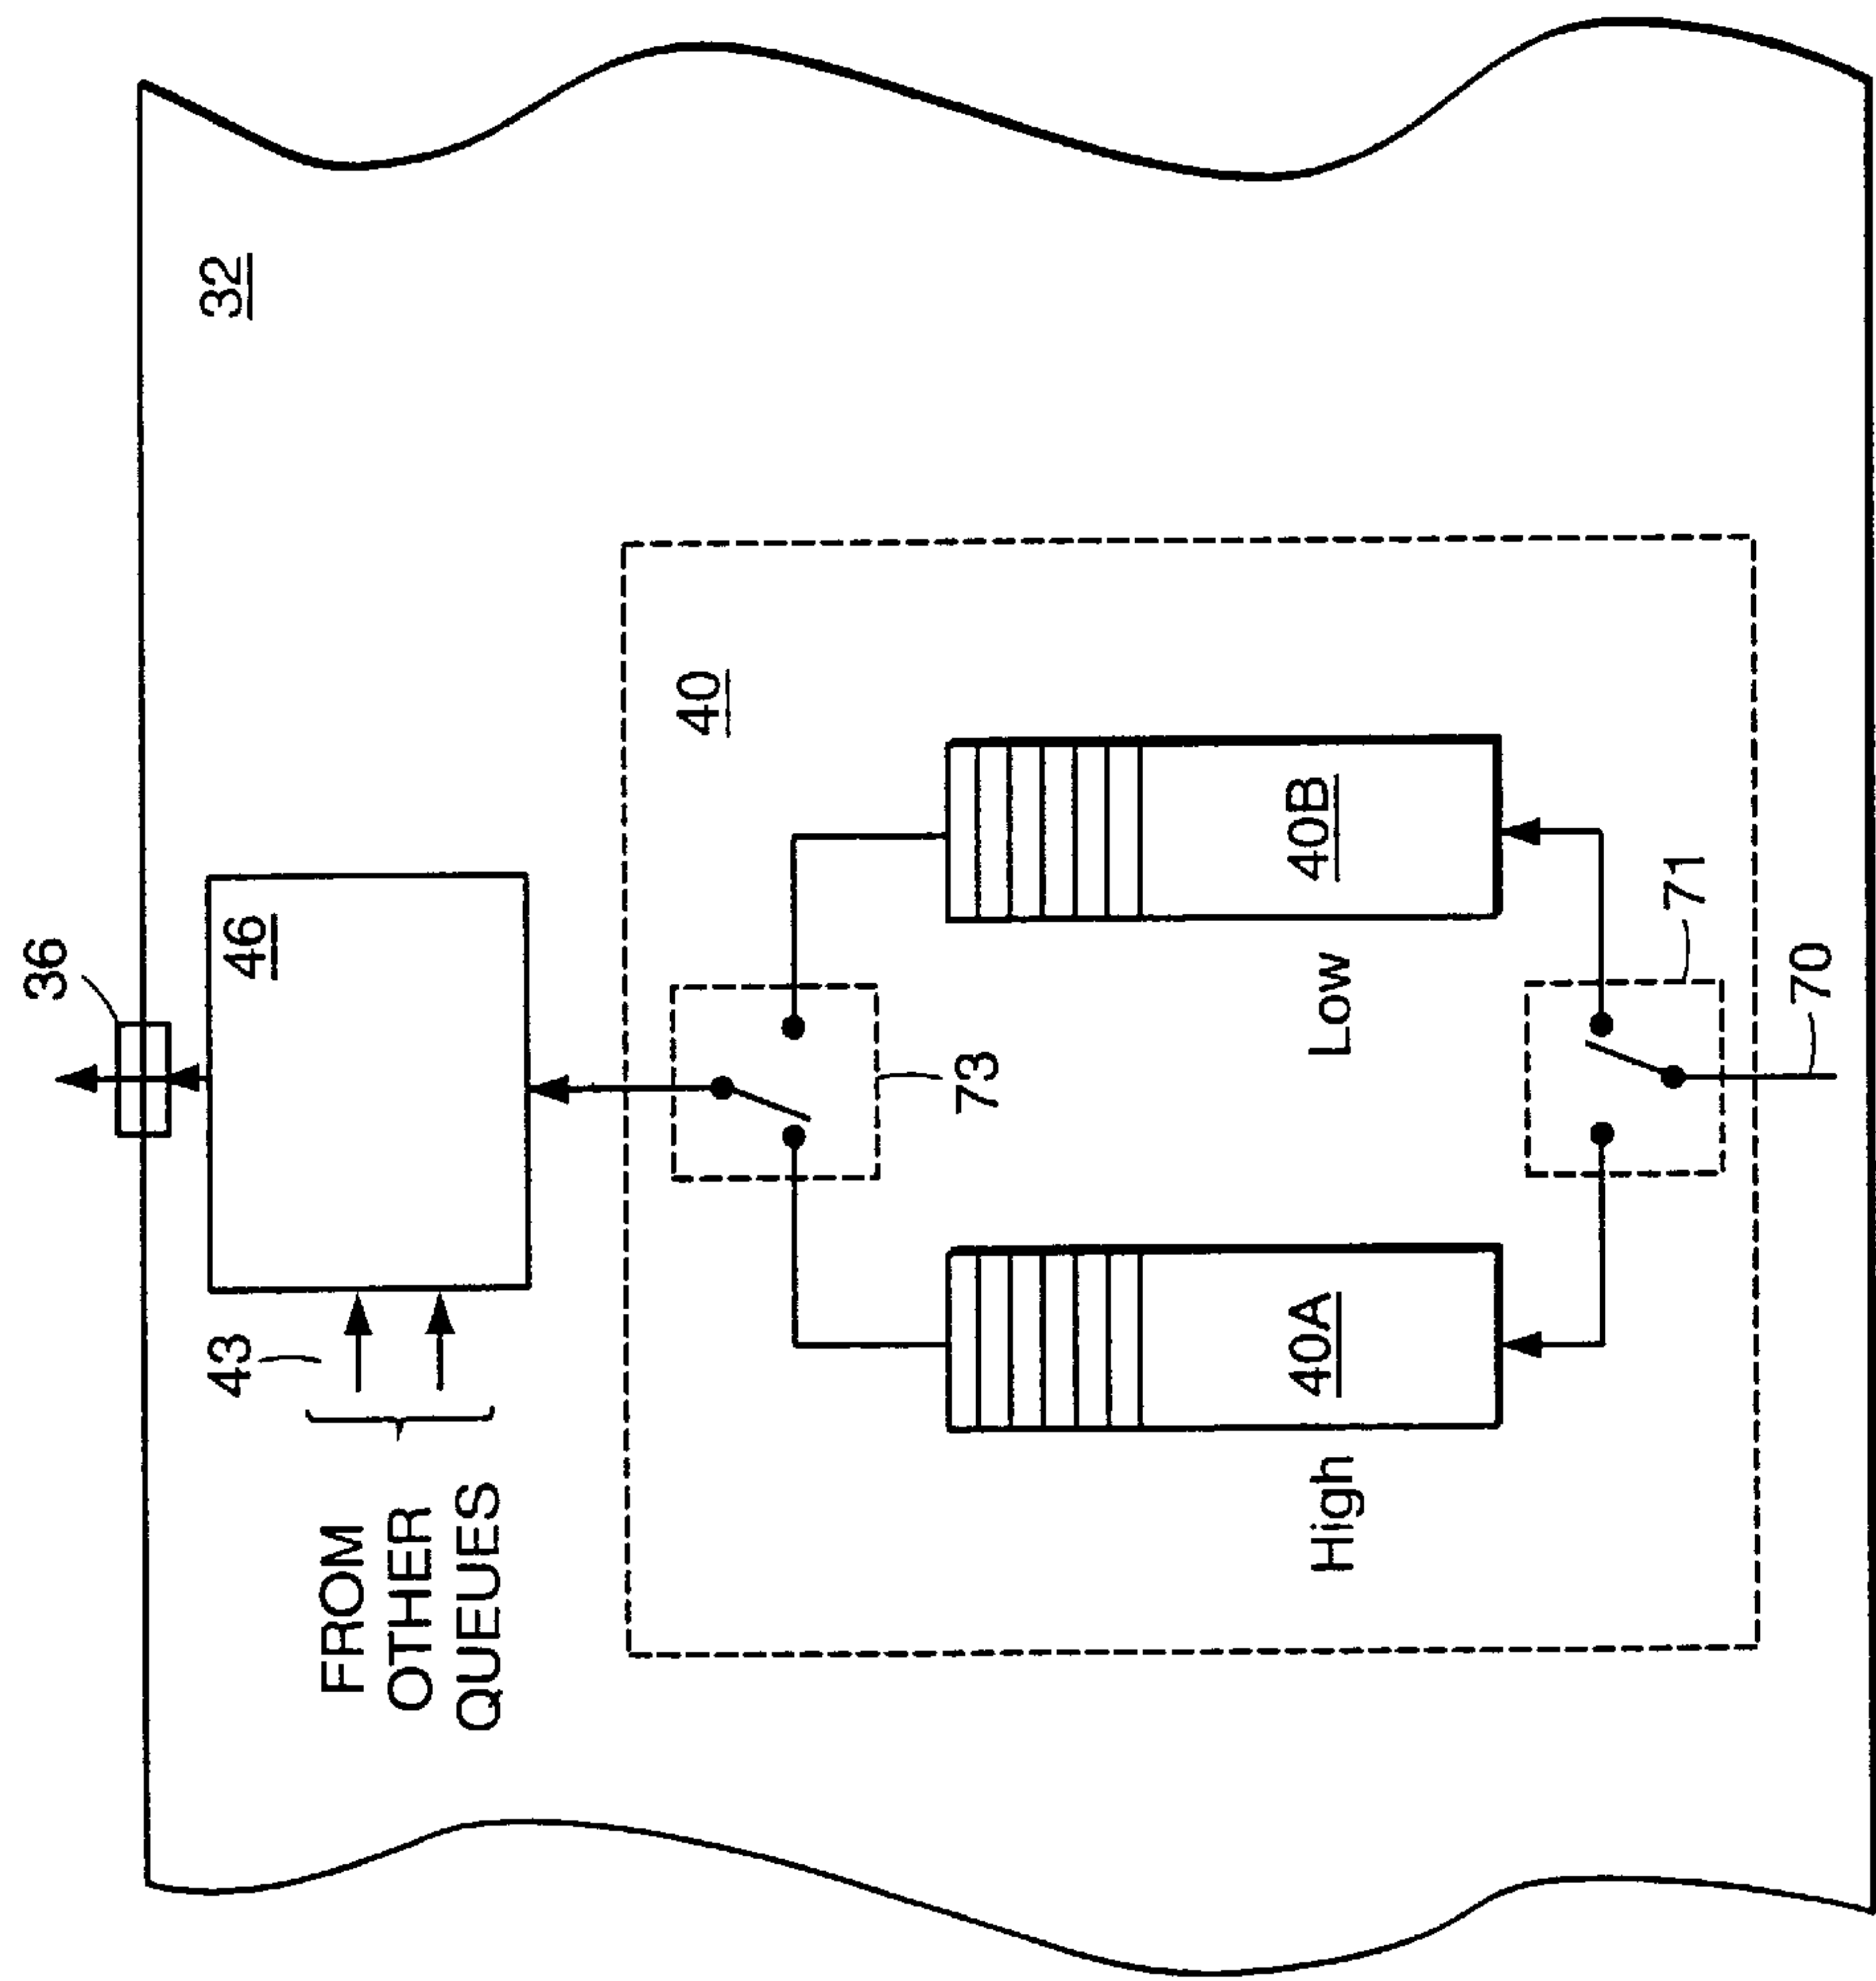 36
32
46
43
FROM
OTHER
QUEUES
40
73
High
40A
Low
40B
71
70